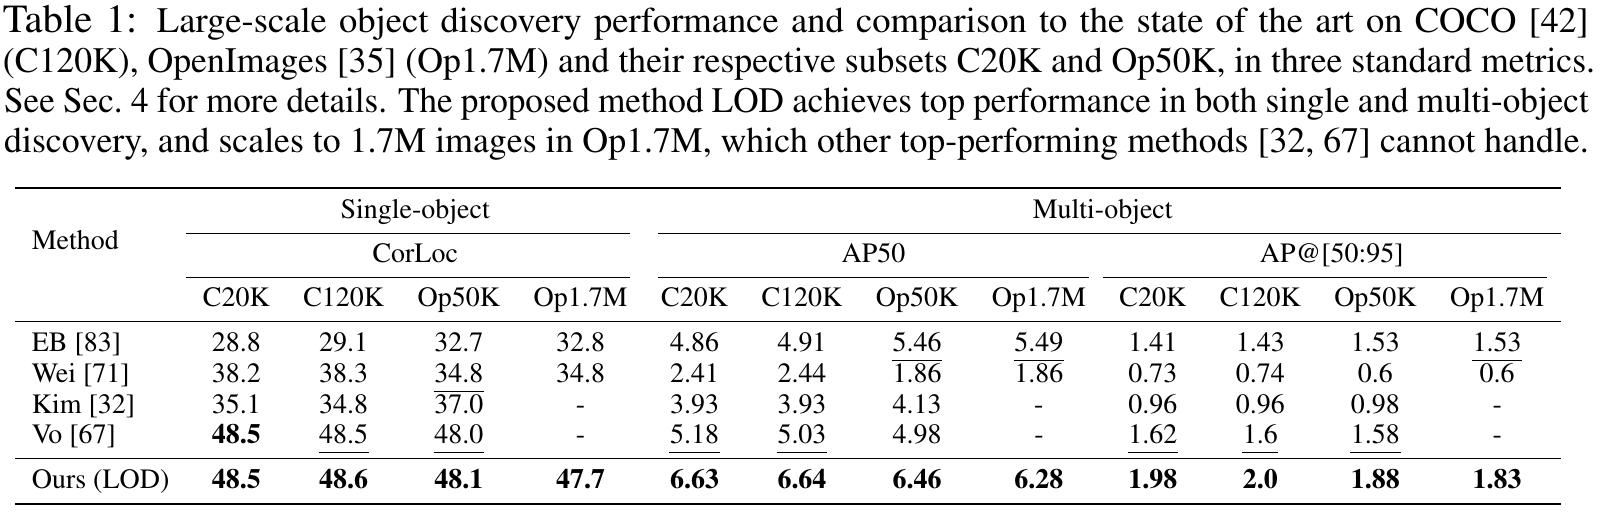 Table 1: Large-scale object discovery performance and comparison to the state of the art on COCO [42]
(C120K), OpenImages [35] (Op1.7M) and their respective subsets C20K and Op50K, in three standard metrics.
See Sec. 4 for more details. The proposed method LOD achieves top performance in both single and multi-object
discovery, and scales to 1.7M images in Op1.7M, which other top-performing methods [32, 67] cannot handle.
Single-object Multi-object
Method
CorLoc AP50 AP@[50:95]
C20K C120K Op50K Op1.7M C20K C120K Op50K Op1.7M C20K C120K Op50K Op1.7M
EB [83] 28.8 29.1 32.7 32.8 4.86 4.91 5.46 5.49 1.41 1.43 1.53 1.53
Wei [71] 38.2 38.3 34.8 34.8 2.41 2.44 1.86 1.86 0.73 0.74 0.6 0.6
Kim [32] 35.1 34.8 37.0 - 3.93 3.93 4.13 - 0.96 0.96 0.98 -
Vo [67] 48.5 48.5 48.0 - 5.18 5.03 4.98 - 1.62 1.6 1.58 -
Ours (LOD) 48.5 48.6 48.1 47.7 6.63 6.64 6.46 6.28 1.98 2.0 1.88 1.83